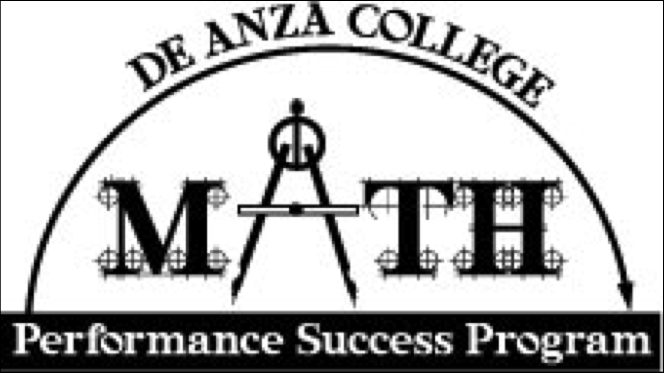 DE ANZA COLLEGE
MATH
Performance Success Program